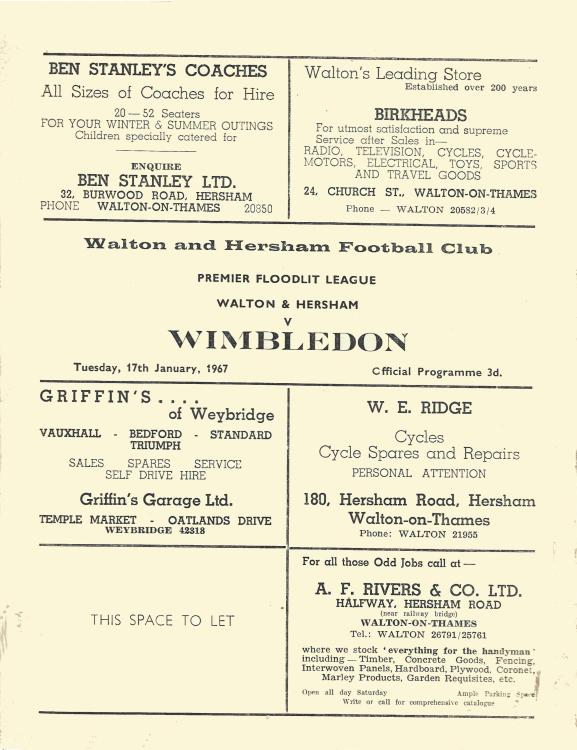 BEN STANLEY'S COACHES
All Sizes of Coaches for Hire
20 — 52 Seaters
FOR YOUR WINTER & SUMMER OUTINGS
Children specially catered for
ENQUIRE
BEN STANLEY LTD.
32, BURWOOD ROAD, HERSHAM
PHONE WALTON-ON-THAMES 20850
Walton's Leading Store
Established over 200 years
BIRKHEADS
For utmost satisfaction and supreme
Service after Sales in—
RADIO, TELEVISION, CYCLES, CYCLE-
MOTORS, ELECTRICAL, TOYS, SPORTS
AND TRAVEL GOODS
24, CHURCH ST., WALTON-ON-THAMES
Phone — WALTON 20582/3/4
Walton and Hersham Football Club
PREMIER FLOODLIT LEAGUE
WALTON & HERSHAM
V
WIMBLEDON
Tuesday, 17th January, 1967
Official Programme 3d.
GRIFFIN'S....
of Weybridge
VAUXHALL - BEDFORD - STANDARD
TRIUMPH
SALES SPARES SERVICE
SELF DRIVE HIRE
Griffin's Garage Ltd.
TEMPLE MARKET - OATLANDS DRIVE
WEYBRIDGE 42318
W. E. RIDGE
Cycles
Cycle Spares and Repairs
PERSONAL ATTENTION
180, Hersham Road, Hersham
Walton-on-Thames
Phone: WALTON 21955
THIS SPACE TO LET
For all those Odd Jobs call at —
A. F. RIVERS & CO. LTD.
HALFWAY, HERSHAM ROAD
(near railway bridge)
WALTON-ON-THAMES
Tel.: WALTON 26791/25761
where we stock 'everything for the handyman'
including — Timber, Concrete Goods, Fencing,
Interwoven Panels, Hardboard, Plywood, Coronet,
Marley Products, Garden Requisites, etc.
Open all day Saturday Ample Parking Space
Write or call for comprehensive catalogue